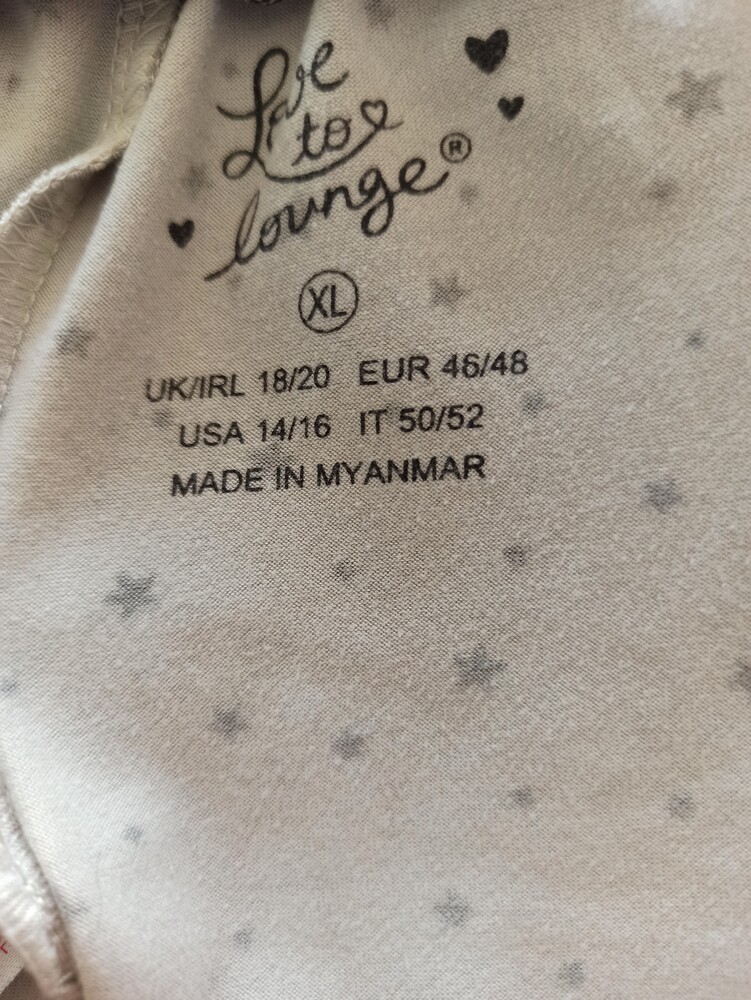 Love
to
lounge®
XL
UK/IRL 18/20 EUR 46/48
USA 14/16 IT 50/52
MADE IN MYANMAR